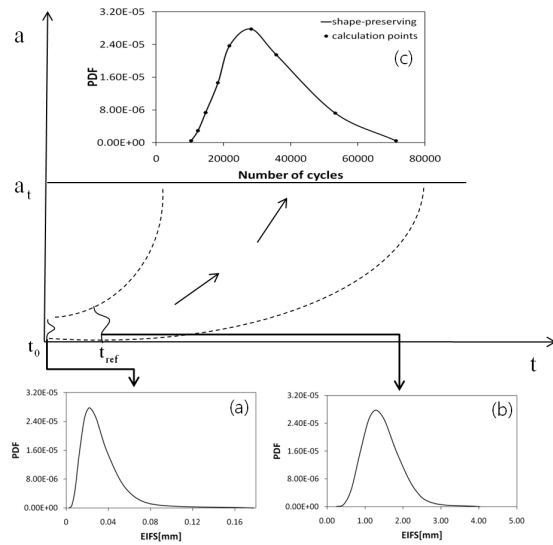 a
3.20E-05
2.40E-05
1.60E-05
8.00E-06
0.00E+00
PDF
shape-preserving
calculation points
(c)
0 20000 40000 60000 80000
Number of cycles
at
t0
tref
t
3.20E-05
2.40E-05
1.60E-05
8.00E-06
0.00E+00
PDF
(a)
0 0.04 0.08 0.12 0.16
EIFS[mm]
3.20E-05
2.40E-05
1.60E-05
8.00E-06
0.00E+00
PDF
(b)
0.00 1.00 2.00 3.00 4.00 5.00
EIFS[mm]